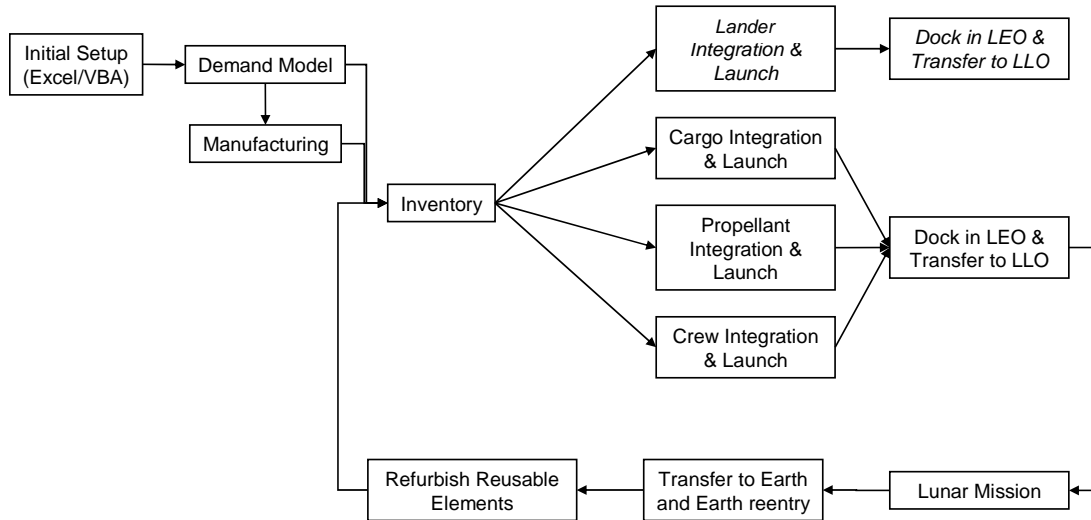 Initial Setup
(Excel/VBA)
Demand Model
Manufacturing
Inventory
Lander
Integration &
Launch
Dock in LEO &
Transfer to LLO
Cargo Integration
& Launch
Propellant
Integration &
Launch
Dock in LEO &
Transfer to LLO
Crew Integration
& Launch
Refurbish Reusable
Elements
Transfer to Earth
and Earth reentry
Lunar Mission